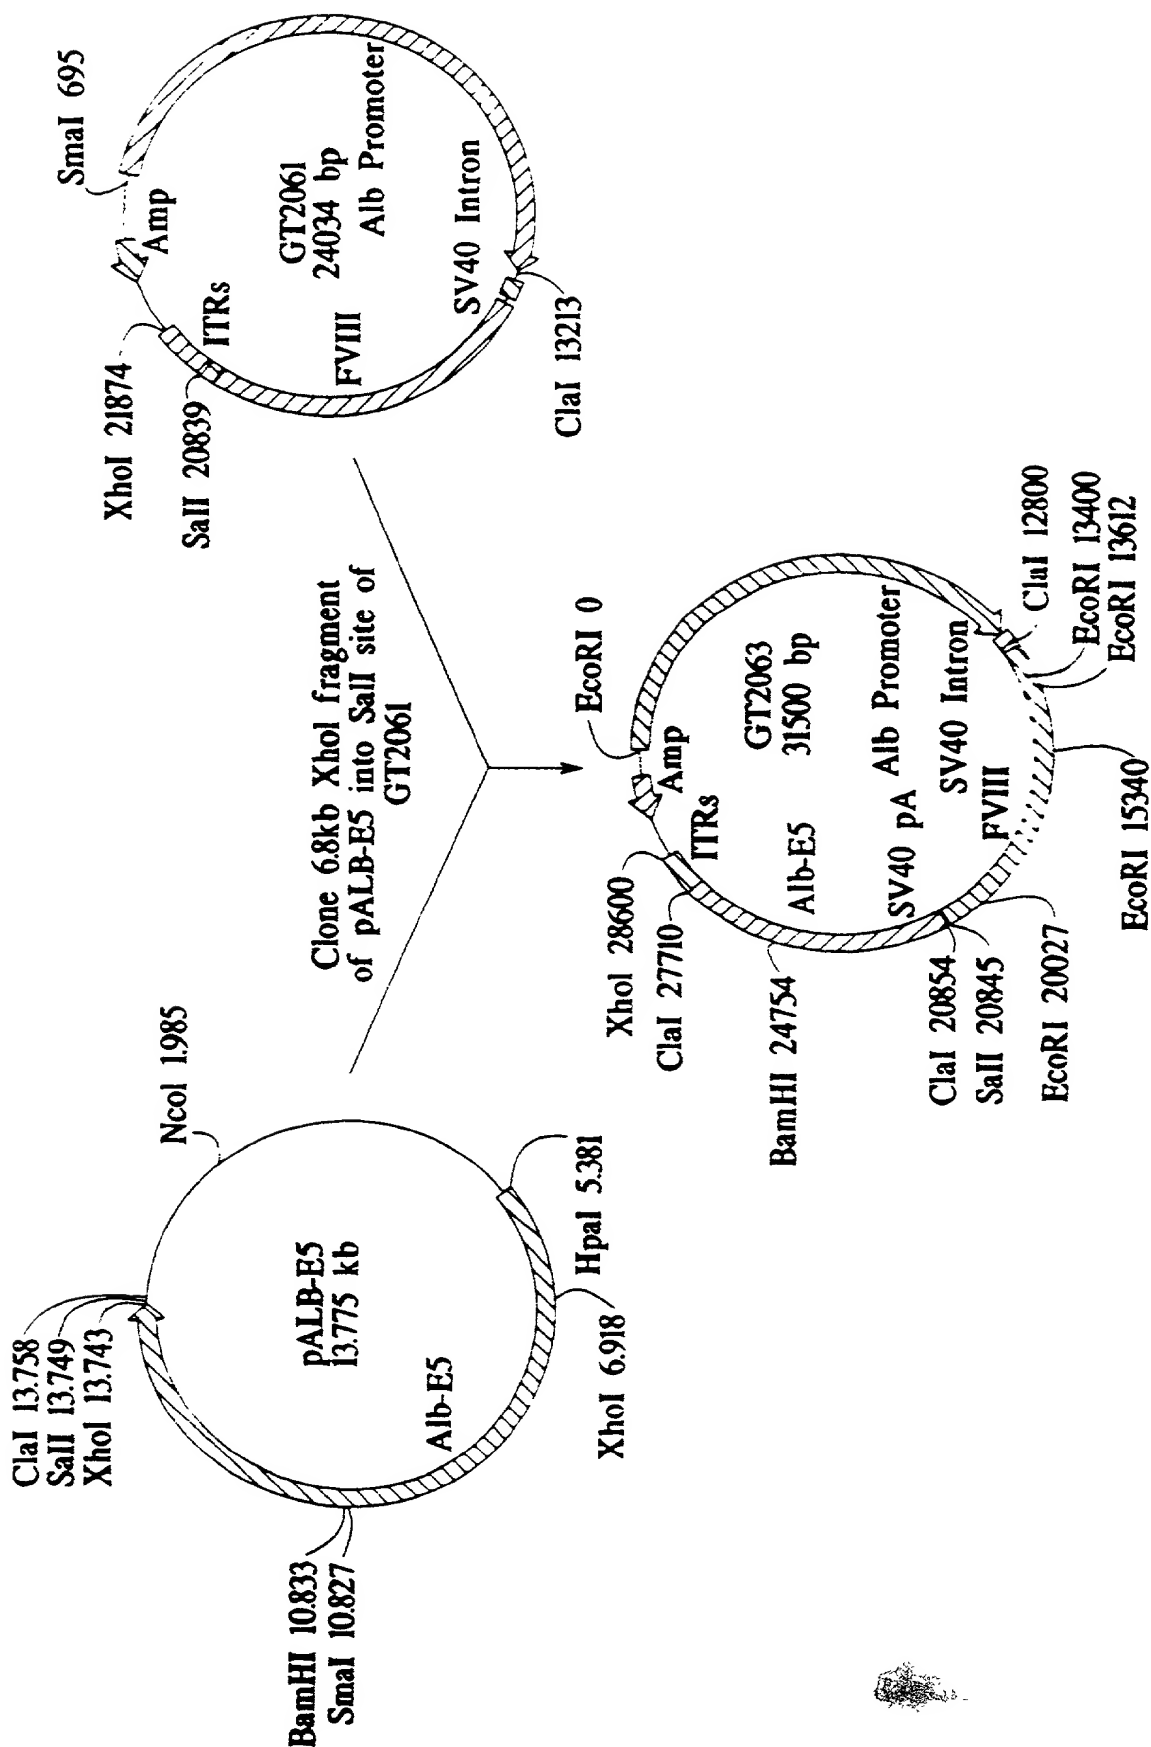 ClaI 13.758
SalI 13.749
XhoI 13.743
NcoI 1.985
BamHI 10.833
SmaI 10.827
pALB-E5
13.775 kb
Alb-E5
HpaI 5.381
XhoI 6.918
Clone 6.8kb XhoI fragment
of pALB-E5 into SalI site of
GT2061
SmaI 695
XhoI 21874
SalI 20839
Amp
ITRs
GT2061
24034 bp
FVIII
Alb Promoter
SV40 Intron
ClaI 13213
EcoRI 0
XhoI 28600
ClaI 27710
BamHI 24754
Amp
ITRs
GT2063
31500 bp
Alb-E5
SV40 pA
Alb Promoter
SV40 Intron
FVIII
ClaI 20854
SalI 20845
EcoRI 20027
ClaI 12800
EcoRI 13400
EcoRI 13612
EcoRI 15340